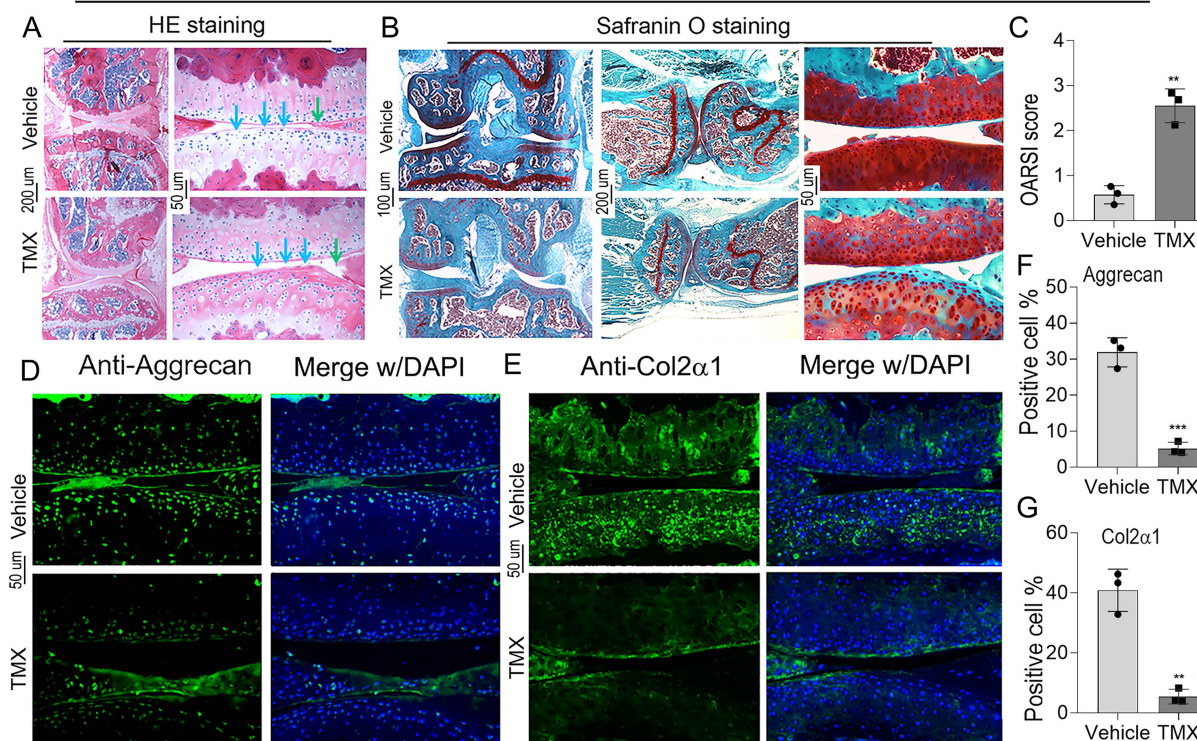 A
HE staining
Vehicle
TMX
200 um
50 um
B
Safranin O staining
Vehicle
TMX
100 um
200 um
50 um
C
OARSI score
4
3
2
1
0
**
Vehicle TMX
D
Anti-Aggrecan
Merge w/DAPI
Vehicle
TMX
50 um
E
Anti-Col2α1
Merge w/DAPI
Vehicle
TMX
50 um
F
Aggrecan
Positive cell %
50
40
30
20
10
0
***
Vehicle TMX
G
Col2α1
Positive cell %
60
40
20
0
**
Vehicle TMX